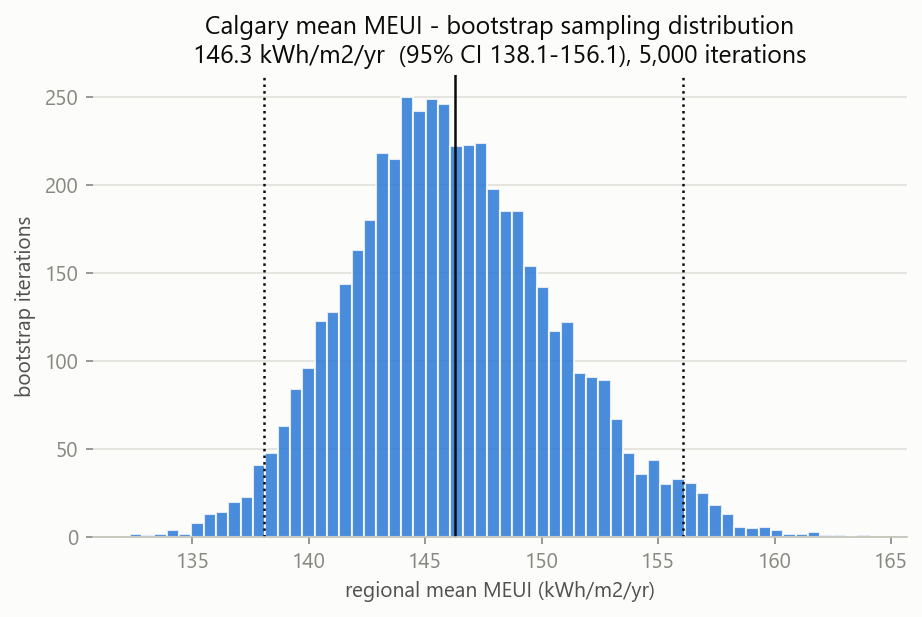 Calgary mean MEUI - bootstrap sampling distribution
146.3 kWh/m2/yr  (95% CI 138.1-156.1), 5,000 iterations
250
200
150
100
50
0
bootstrap iterations
135 140 145 150 155 160 165
regional mean MEUI (kWh/m2/yr)